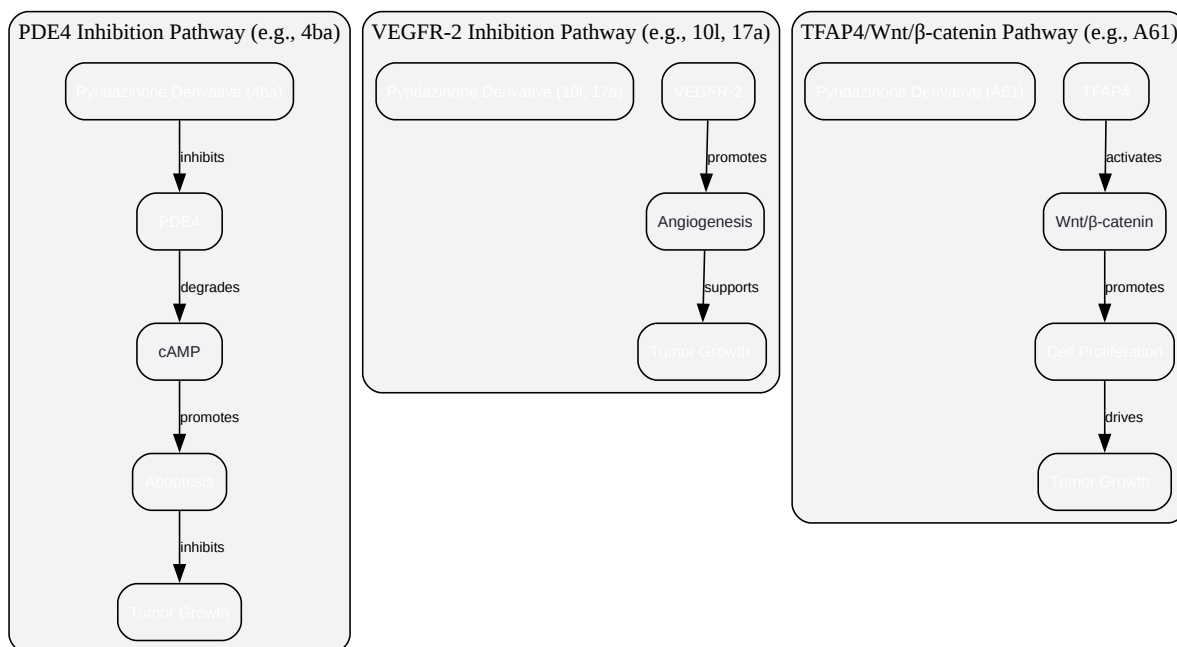 PDE4 Inhibition Pathway (e.g., 4ba)
Pyridazinone Derivative (4ba)
inhibits
PDE4
degrades
cAMP
promotes
Apoptosis
inhibits
Tumor Growth
VEGFR-2 Inhibition Pathway (e.g., 10l, 17a)
Pyridazinone Derivative (10l, 17a)
VEGFR-2
promotes
Angiogenesis
supports
Tumor Growth
TFAP4/Wnt/β-catenin Pathway (e.g., A61)
Pyridazinone Derivative (A61)
TFAP4
activates
Wnt/β-catenin
promotes
Cell Proliferation
drives
Tumor Growth